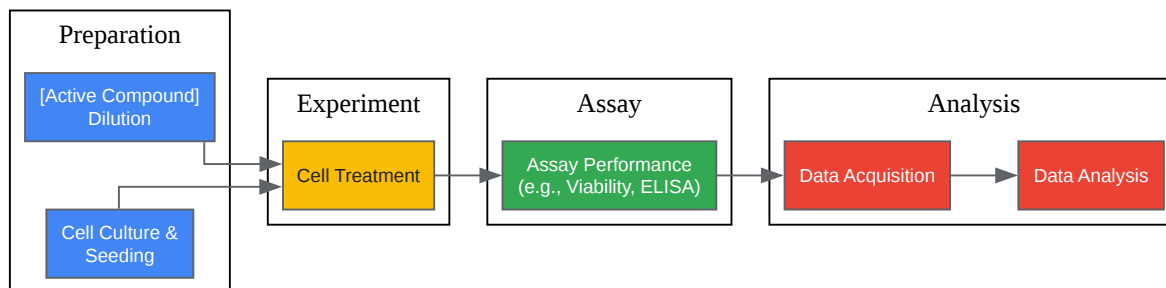 Preparation
[Active Compound]
Dilution
Cell Culture &
Seeding
Experiment
Cell Treatment
Assay
Assay Performance
(e.g., Viability, ELISA)
Analysis
Data Acquisition
Data Analysis